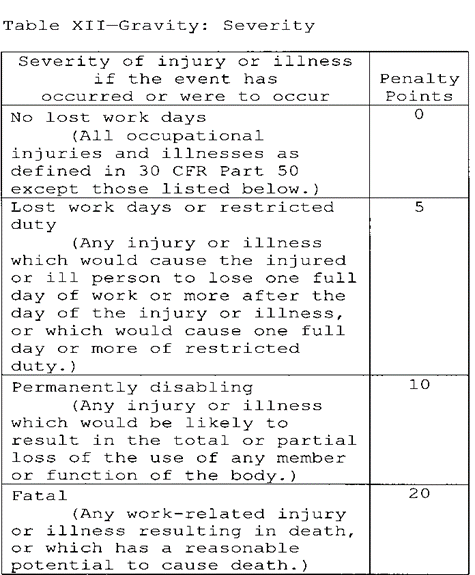 Table XII—Gravity: Severity
Severity of injury or illness
if the event has
occurred or were to occur
Penalty
Points
No lost work days
(All occupational
injuries and illnesses as
defined in 30 CFR Part 50
except those listed below.)
0
Lost work days or restricted
duty
(Any injury or illness
which would cause the injured
or ill person to lose one full
day of work or more after the
day of the injury or illness,
or which would cause one full
day or more of restricted
duty.)
5
Permanently disabling
(Any injury or illness
which would be likely to
result in the total or partial
loss of the use of any member
or function of the body.)
10
Fatal
(Any work-related injury
or illness resulting in death,
or which has a reasonable
potential to cause death.)
20